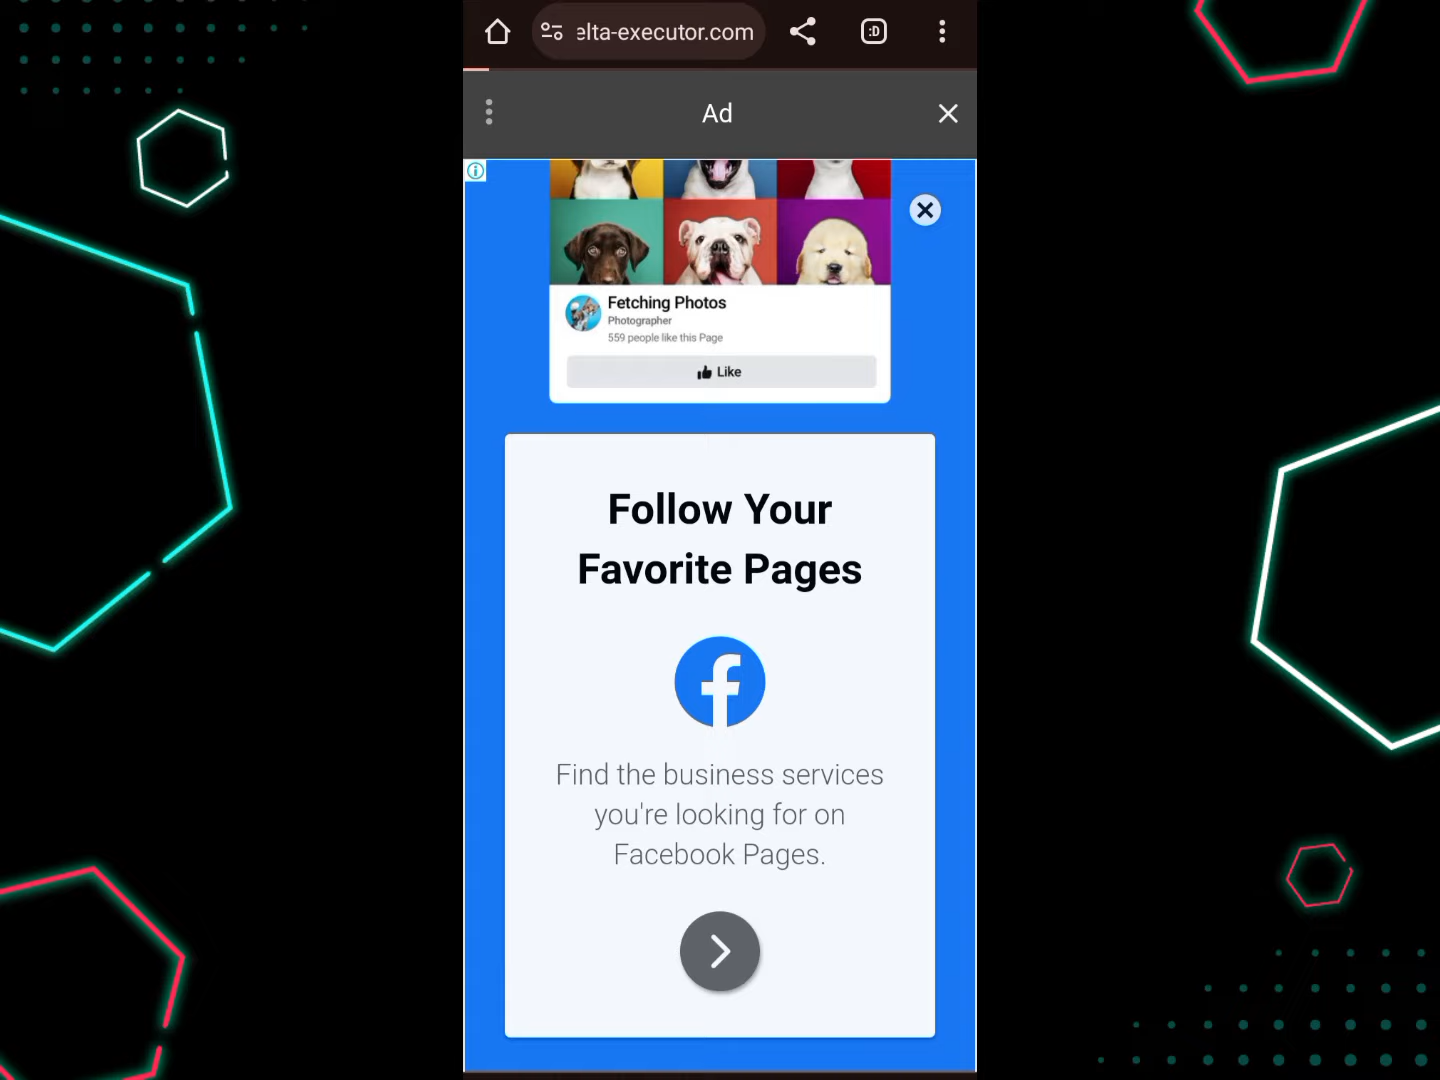 elta-executor.com
:D
Ad
Fetching Photos
Photographer
559 people like this Page
Like
Follow Your
Favorite Pages
Find the business services
you're looking for on
Facebook Pages.